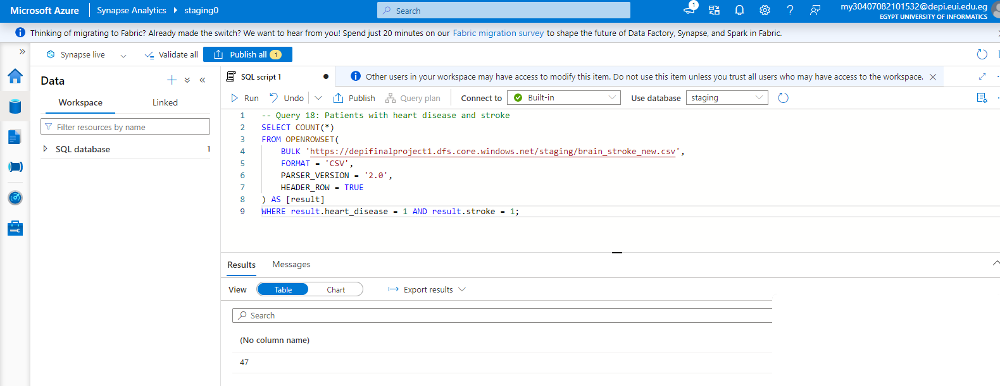 Microsoft Azure Synapse Analytics staging0 Search 1 my30407082101532@depi.eui.edu.eg
EGYPT UNIVERSITY OF INFORMATICS
Thinking of migrating to Fabric? Already made the switch? We want to hear from you! Spend just 20 minutes on our Fabric migration survey to shape the future of Data Factory, Synapse, and Spark in Fabric.
Synapse live Validate all Publish all 1
Data
Workspace Linked
Filter resources by name
SQL database 1
SQL script 1
Other users in your workspace may have access to modify this item. Do not use this item unless you trust all users who may have access to the workspace.
Run Undo Publish Query plan Connect to Built-in Use database staging
1 -- Query 18: Patients with heart disease and stroke
2 SELECT COUNT(*)
3 FROM OPENROWSET(
4 BULK 'https://depifinalproject1.dfs.core.windows.net/staging/brain_stroke_new.csv',
5 FORMAT = 'CSV',
6 PARSER_VERSION = '2.0',
7 HEADER_ROW = TRUE
8 ) AS [result]
9 WHERE result.heart_disease = 1 AND result.stroke = 1;
Results Messages
View Table Chart Export results
Search
(No column name)
47